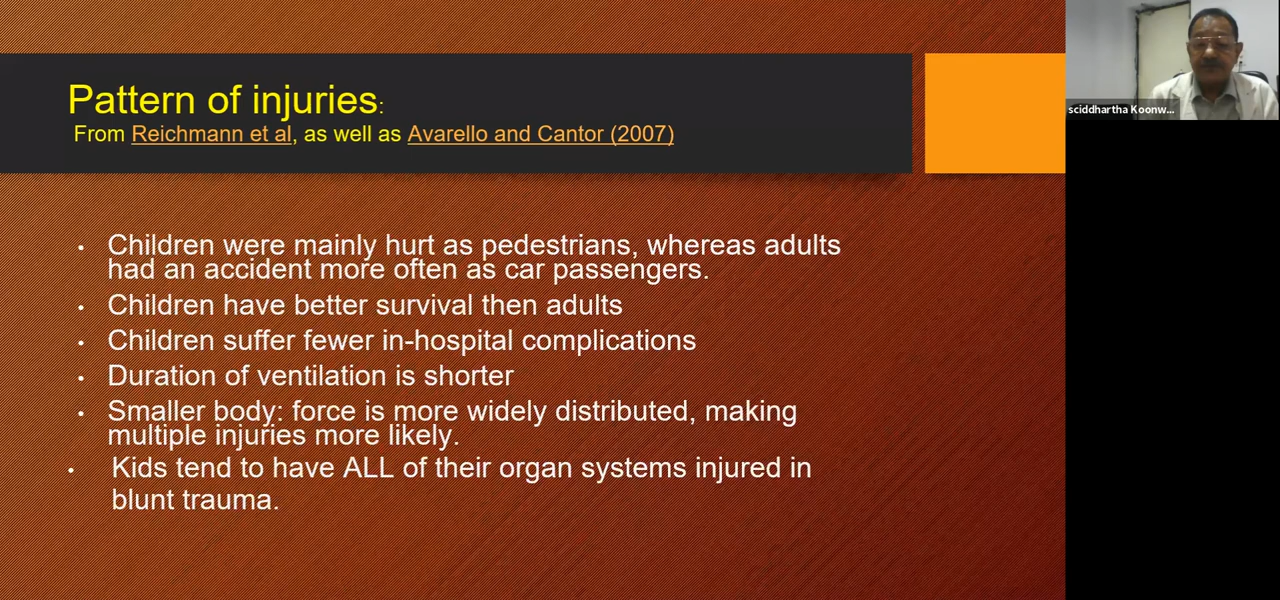 Pattern of injuries:
From Reichmann et al, as well as Avarello and Cantor (2007)
sciddhartha Koonw...
• Children were mainly hurt as pedestrians, whereas adults
had an accident more often as car passengers.
• Children have better survival then adults
• Children suffer fewer in-hospital complications
• Duration of ventilation is shorter
• Smaller body: force is more widely distributed, making
multiple injuries more likely.
• Kids tend to have ALL of their organ systems injured in
blunt trauma.